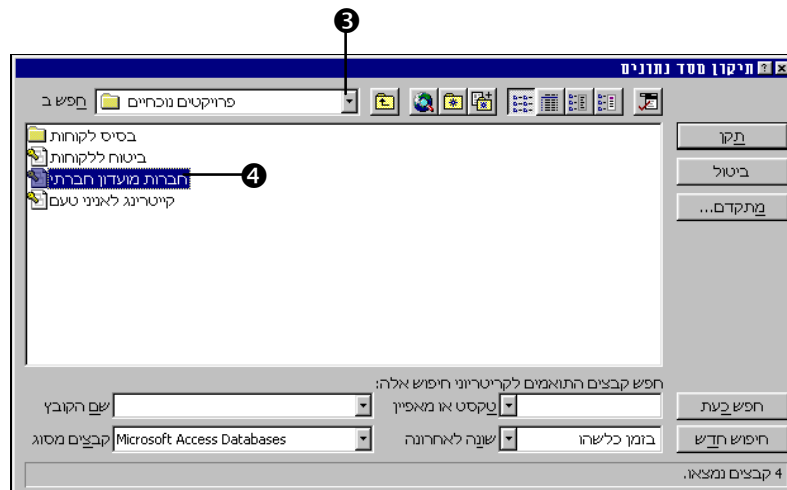 ❸
תיקון מסד נתונים
חפש ב פרויקטים נוכחיים
בסיס לקוחות
ביטוח ללקוחות
חברות מועדון חברתי ❹
קייטרינג לאניני טעם
תקן
ביטול
מתקדם...
חפש קבצים התואמים לקריטריוני חיפוש אלה:
שם הקובץ טקסט או מאפיין חפש כעת
קבצים מסוג Microsoft Access Databases שונה לאחרונה בזמן כלשהו חיפוש חדש
4 קבצים נמצאו.